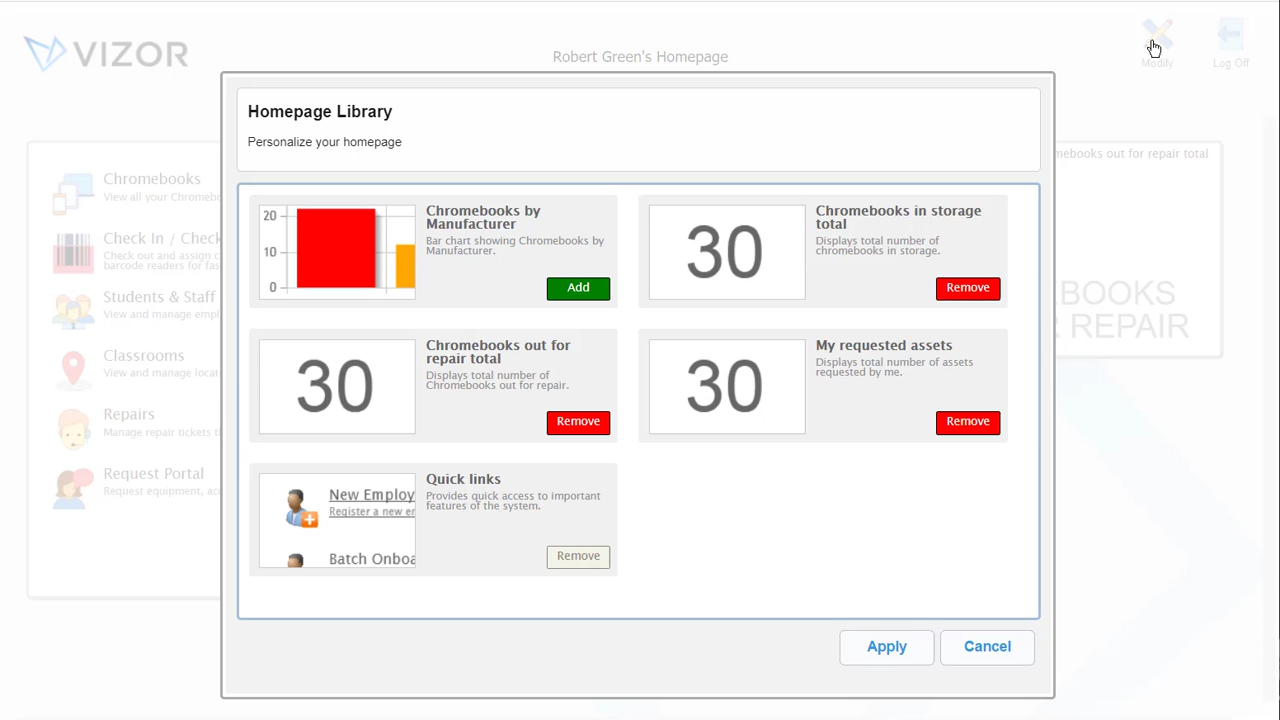 VIZOR
Robert Green's Homepage
Modify
Log Off
Chromebooks
View all your Chromeb
Check In / Check
Check out and assign c
barcode readers for fas
Students & Staff
View and manage empl
Classrooms
View and manage locat
Repairs
Manage repair tickets t
Request Portal
Request equipment, acc
Homepage Library
Personalize your homepage
20
10
0
Chromebooks by
Manufacturer
Bar chart showing Chromebooks by
Manufacturer.
Add
30
Chromebooks in storage
total
Displays total number of
chromebooks in storage.
Remove
30
Chromebooks out for
repair total
Displays total number of
Chromebooks out for repair.
Remove
30
My requested assets
Displays total number of assets
requested by me.
Remove
New Employ
Register a new em
Batch Onboa
Quick links
Provides quick access to important
features of the system.
Remove
Apply
Cancel
mebooks out for repair total
BOOKS
REPAIR